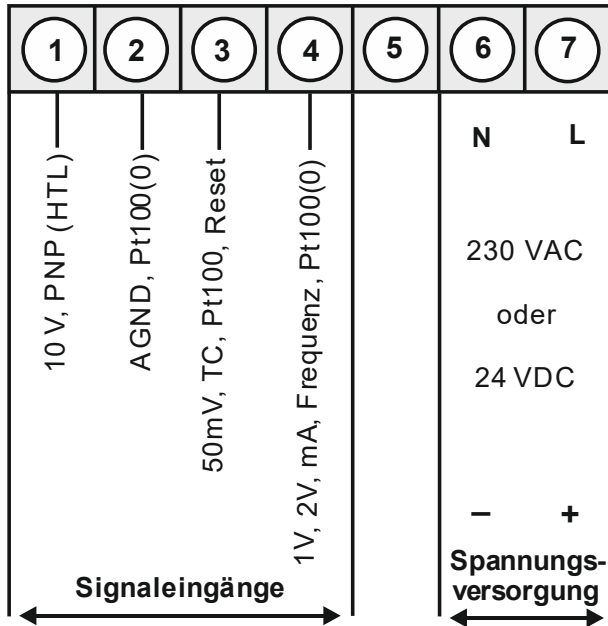 1 2 3 4 5 6 7
10 V, PNP (HTL)
AGND, Pt100(0)
50mV, TC, Pt100, Reset
1V, 2V, mA, Frequenz, Pt100(0)
N L
230 VAC
oder
24 VDC
– +
Signaleingänge
Spannungs-
versorgung